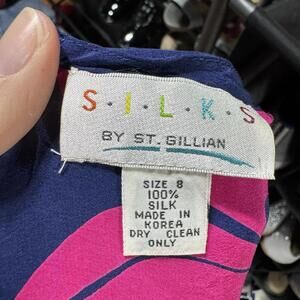 S·I·L·K·S
BY ST. GILLIAN
SIZE 8
100%
SILK
MADE IN
KOREA
DRY CLEAN
ONLY